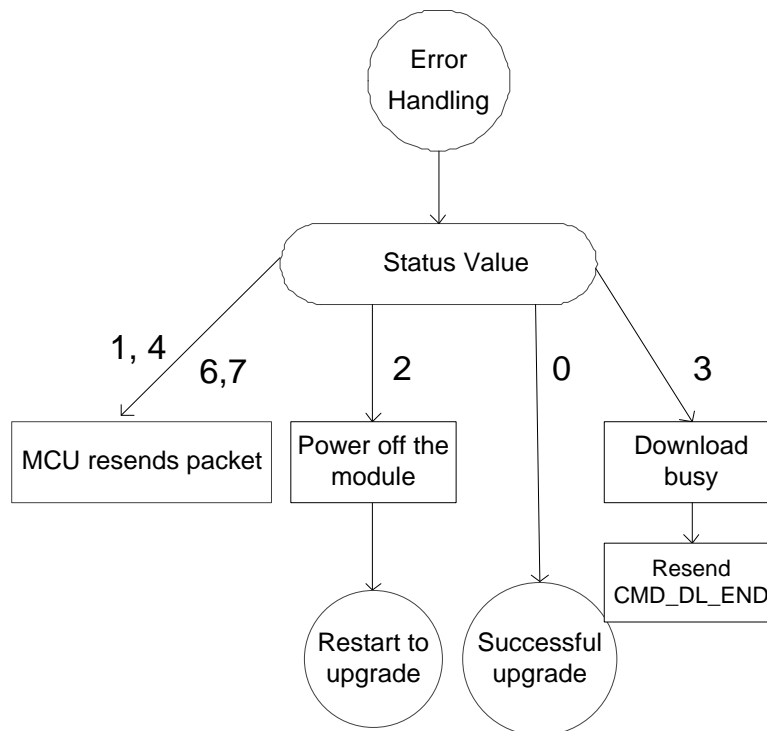 Error
Handling
Status Value
1, 4
6,7
2
0
3
MCU resends packet
Power off the
module
Download
busy
Resend
CMD_DL_END
Restart to
upgrade
Successful
upgrade